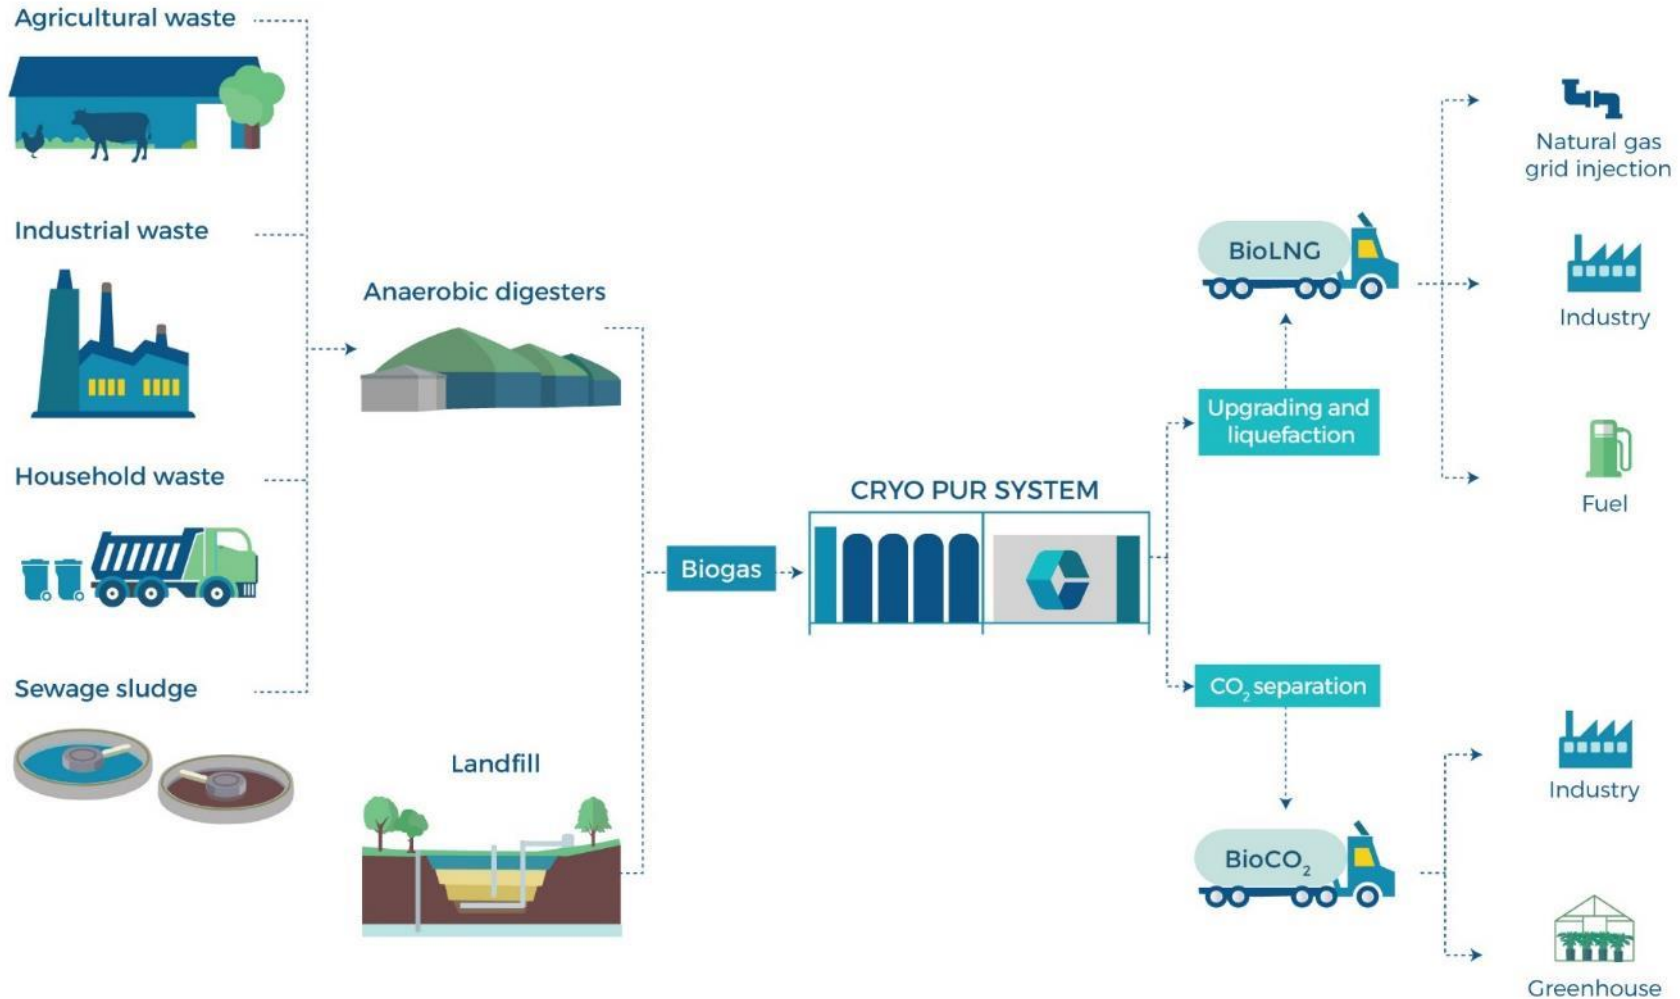 Agricultural waste
Industrial waste
Household waste
Sewage sludge
Anaerobic digesters
Landfill
Biogas
CRYO PUR SYSTEM
Upgrading and
liquefaction
BioLNG
Natural gas
grid injection
Industry
Fuel
CO₂ separation
BioCO₂
Industry
Greenhouse